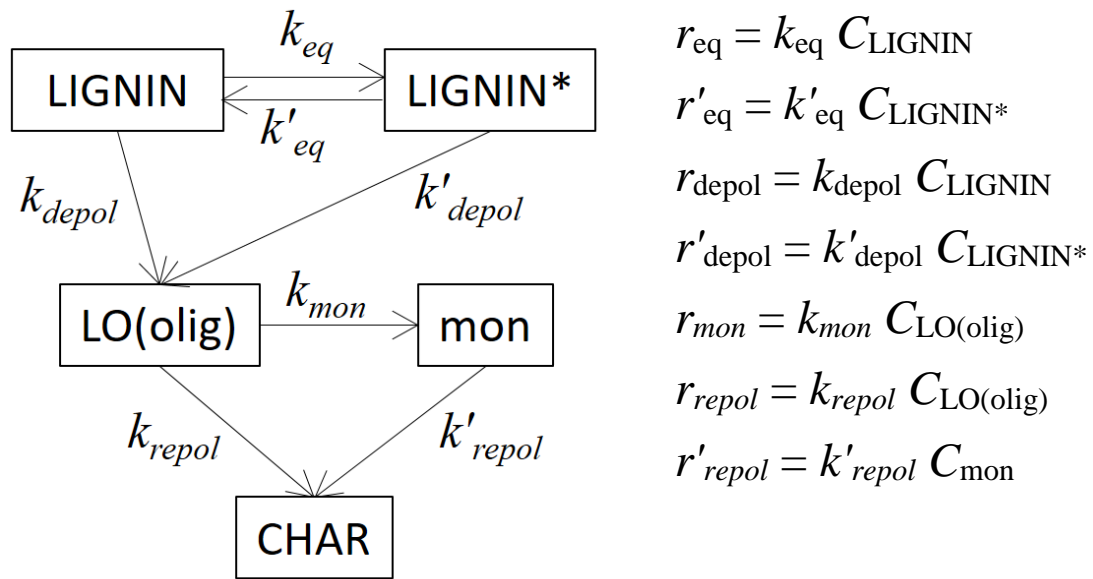 k_eq
LIGNIN
LIGNIN*
k'_eq
k_depol
k'_depol
LO(olig)
k_mon
mon
k_repol
k'_repol
CHAR
r_eq = k_eq C_LIGNIN
r'_eq = k'_eq C_LIGNIN*
r_depol = k_depol C_LIGNIN
r'_depol = k'_depol C_LIGNIN*
r_mon = k_mon C_LO(olig)
r_repol = k_repol C_LO(olig)
r'_repol = k'_repol C_mon